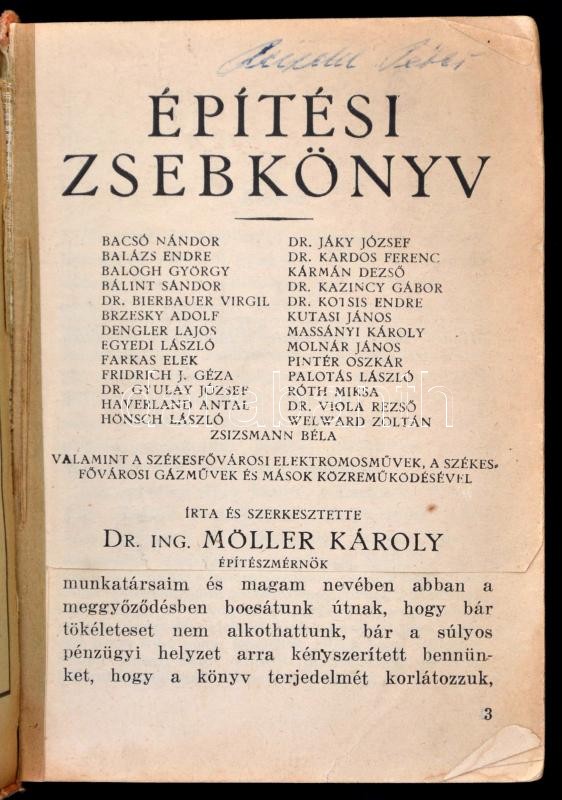 ÉPÍTÉSI
ZSEBKÖNYV
BACSÓ NÁNDOR
BALÁZS ENDRE
BALOGH GYÖRGY
BÁLINT SÁNDOR
DR. BIERBAUER VIRGIL
BRZESKY ADOLF
DENGLER LAJOS
EGYEDI LÁSZLÓ
FARKAS ELEK
FRIDRICH J. GÉZA
DR. GYULAY JÓZSEF
HAVERLAND ANTAL
HÖNSCH LÁSZLÓ
DR. JÁKY JÓZSEF
DR. KARDOS FERENC
KÁRMÁN DEZSŐ
DR. KAZINCY GÁBOR
DR. KOTSIS ENDRE
KUTASI JÁNOS
MASSÁNYI KÁROLY
MOLNÁR JÁNOS
PINTÉR OSZKÁR
PALOTÁS LÁSZLÓ
RÓTH MIKSA
DR. VIOLA REZSŐ
WELWARD ZOLTÁN
ZSIZSMANN BÉLA
VALAMINT A SZÉKESFŐVÁROSI ELEKTROMOSMŰVEK, A SZÉKES-
FŐVÁROSI GÁZMŰVEK ÉS MÁSOK KÖZREMŰKÖDÉSÉVEL
ÍRTA ÉS SZERKESZTETTE
DR. ING. MÖLLER KÁROLY
ÉPÍTÉSZMÉRNÖK
munkatársaim és magam nevében abban a
meggyőződésben bocsátunk útnak, hogy bár
tökéleteset nem alkothattunk, bár a súlyos
pénzügyi helyzet arra kényszerített bennün-
ket, hogy a könyv terjedelmét korlátozzuk,
3